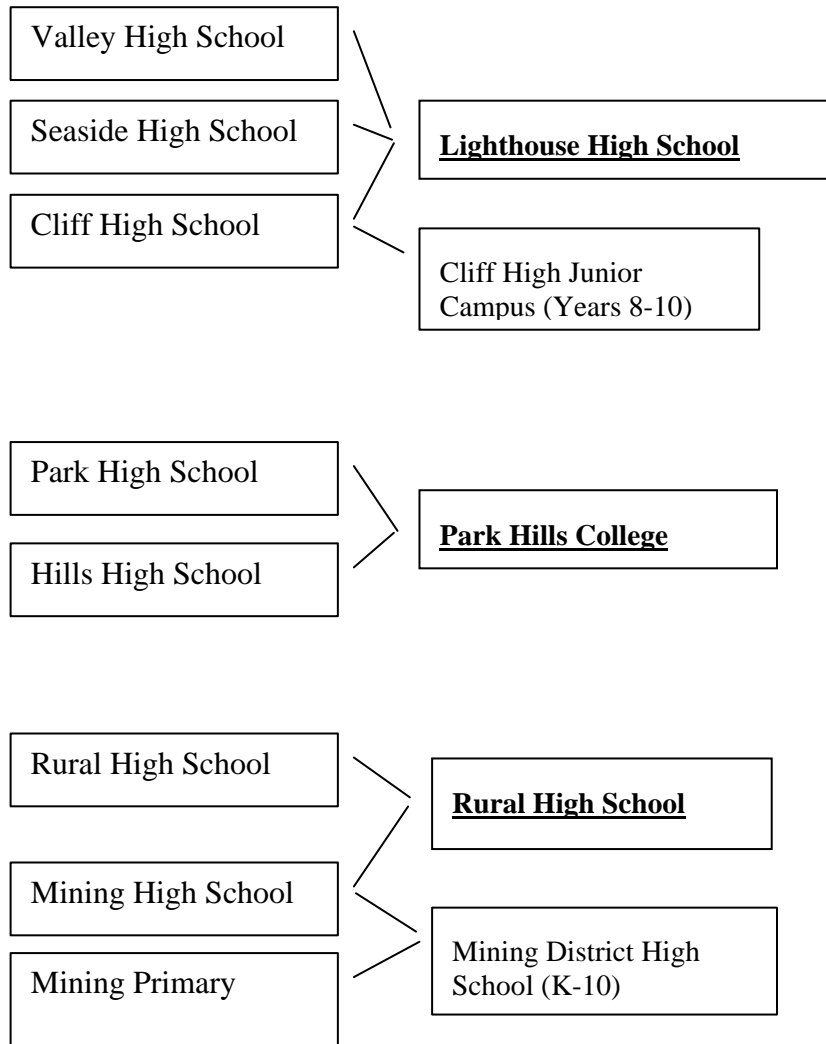 Valley High School
Seaside High School
Lighthouse High School
Cliff High School
Cliff High Junior
Campus (Years 8-10)
Park High School
Park Hills College
Hills High School
Rural High School
Rural High School
Mining High School
Mining District High
School (K-10)
Mining Primary